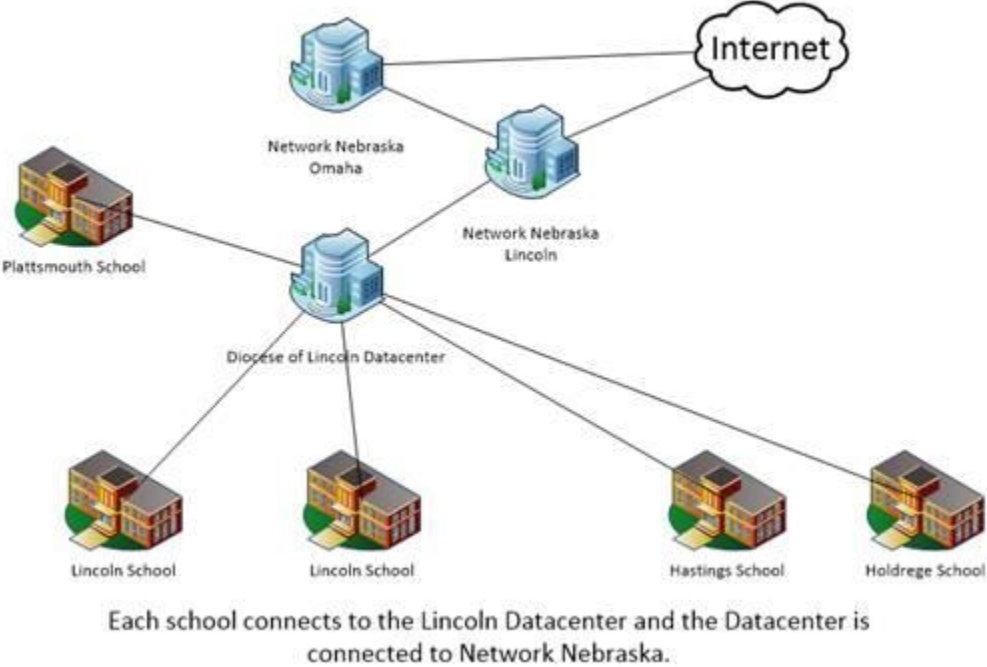 Internet
Network Nebraska
Omaha
Network Nebraska
Lincoln
Plattsmouth School
Diocese of Lincoln Datacenter
Lincoln School
Lincoln School
Hastings School
Holdrege School
Each school connects to the Lincoln Datacenter and the Datacenter is
connected to Network Nebraska.